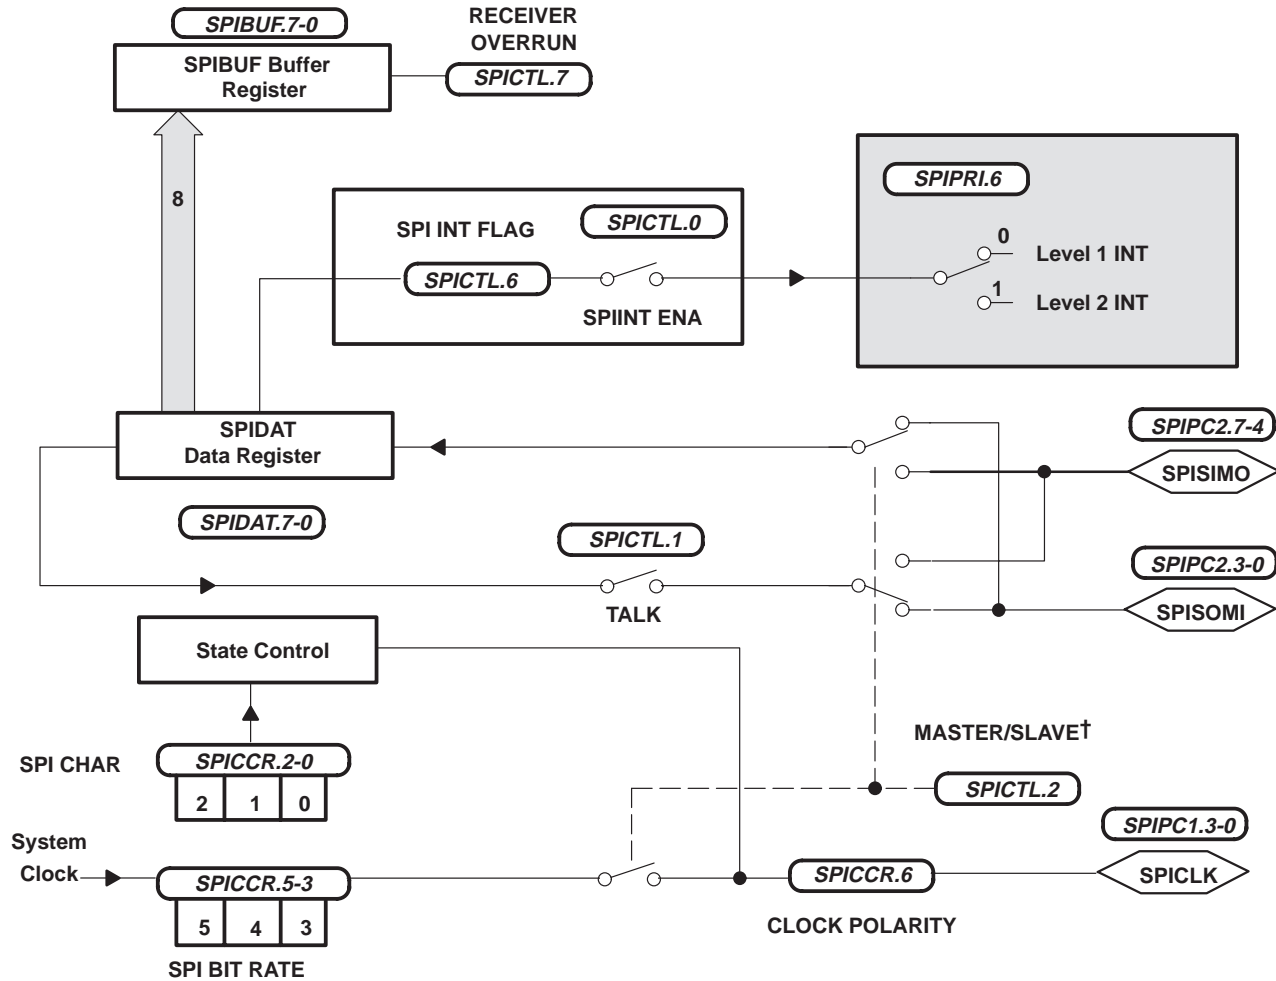 SPIBUF.7-0
RECEIVER
OVERRUN
SPIBUF Buffer
Register
SPICTL.7
8
SPI INT FLAG
SPICTL.0
SPICTL.6
SPIINT ENA
SPIPRI.6
0
Level 1 INT
1
Level 2 INT
SPIDAT
Data Register
SPIDAT.7-0
SPIPC2.7-4
SPISIMO
SPICTL.1
TALK
SPIPC2.3-0
SPISOMI
State Control
MASTER/SLAVE†
SPI CHAR
SPICCR.2-0
2 1 0
SPICTL.2
System
Clock
SPICCR.5-3
5 4 3
SPI BIT RATE
SPICCR.6
CLOCK POLARITY
SPIPC1.3-0
SPICLK